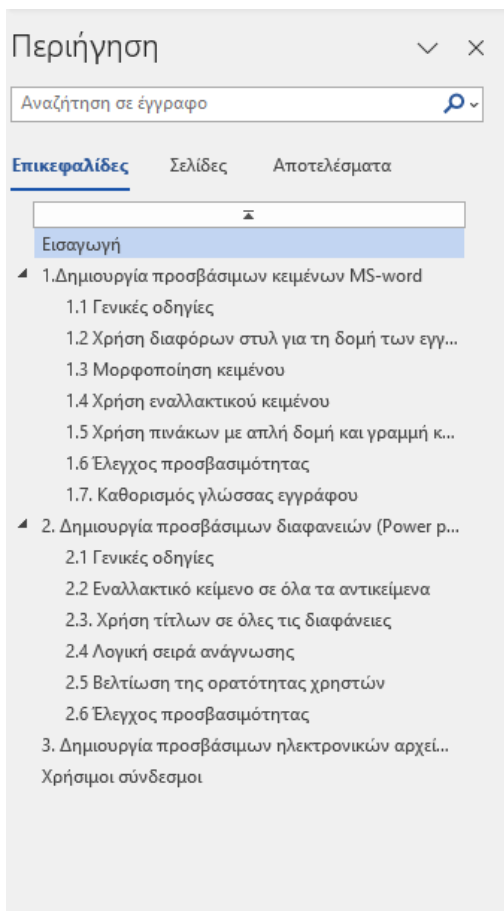 Περιήγηση
Αναζήτηση σε έγγραφο
Επικεφαλίδες Σελίδες Αποτελέσματα
Εισαγωγή
1.Δημιουργία προσβάσιμων κειμένων MS-word
1.1 Γενικές οδηγίες
1.2 Χρήση διαφόρων στυλ για τη δομή των εγγ...
1.3 Μορφοποίηση κειμένου
1.4 Χρήση εναλλακτικού κειμένου
1.5 Χρήση πινάκων με απλή δομή και γραμμή κ...
1.6 Έλεγχος προσβασιμότητας
1.7. Καθορισμός γλώσσας εγγράφου
2. Δημιουργία προσβάσιμων διαφανειών (Power p...
2.1 Γενικές οδηγίες
2.2 Εναλλακτικό κείμενο σε όλα τα αντικείμενα
2.3. Χρήση τίτλων σε όλες τις διαφάνειες
2.4 Λογική σειρά ανάγνωσης
2.5 Βελτίωση της ορατότητας χρηστών
2.6 Έλεγχος προσβασιμότητας
3. Δημιουργία προσβάσιμων ηλεκτρονικών αρχεί...
Χρήσιμοι σύνδεσμοι